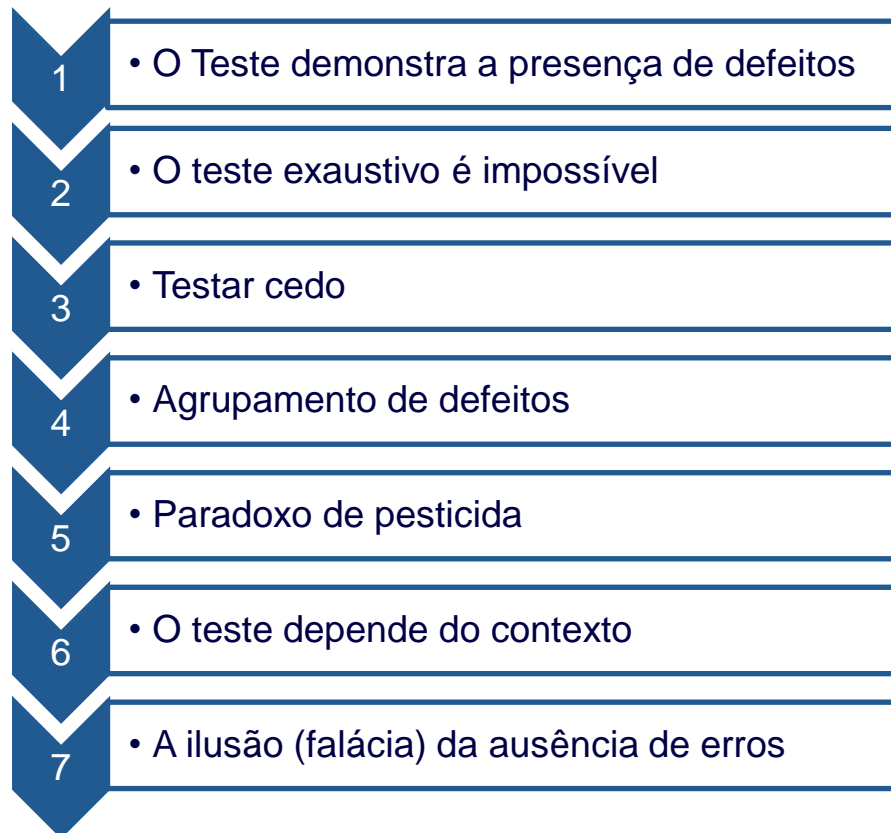 1
• O Teste demonstra a presença de defeitos
2
• O teste exaustivo é impossível
3
• Testar cedo
4
• Agrupamento de defeitos
5
• Paradoxo de pesticida
6
• O teste depende do contexto
7
• A ilusão (falácia) da ausência de erros